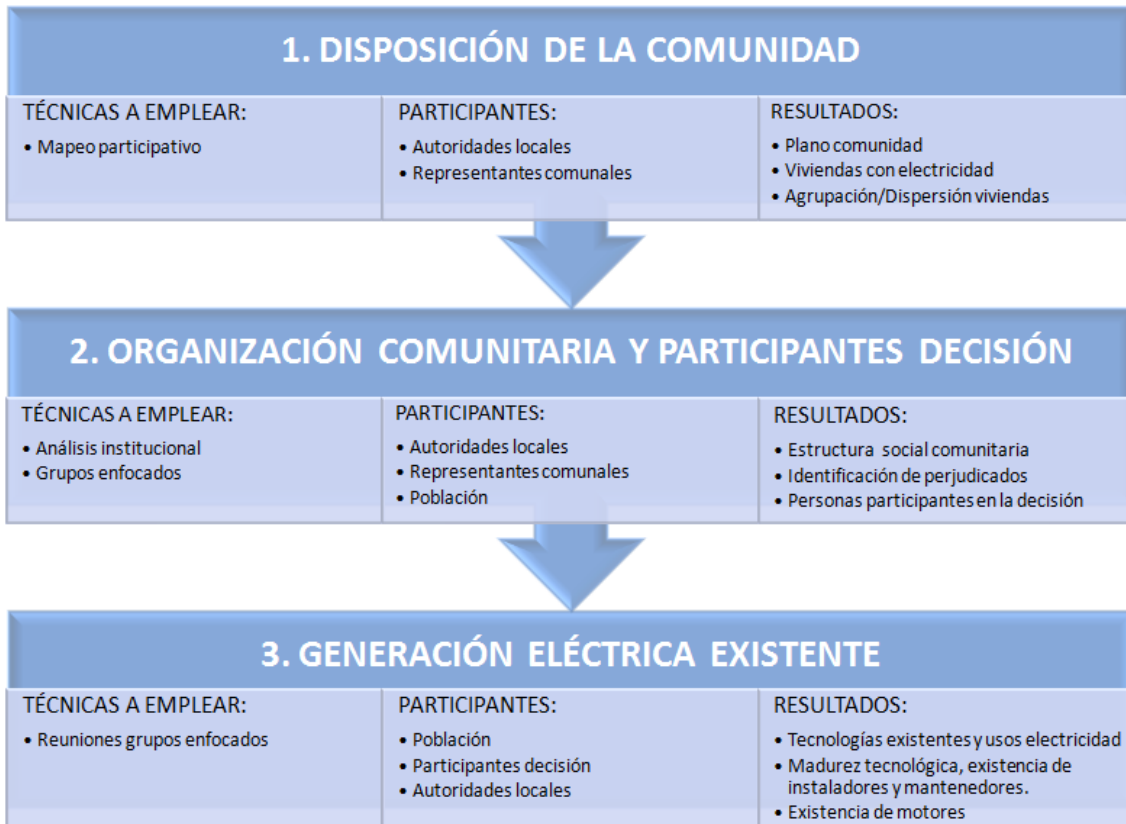 1. DISPOSICIÓN DE LA COMUNIDAD
TÉCNICAS A EMPLEAR:
• Mapeo participativo
PARTICIPANTES:
• Autoridades locales
• Representantes comunales
RESULTADOS:
• Plano comunidad
• Viviendas con electricidad
• Agrupación/Dispersión viviendas
2. ORGANIZACIÓN COMUNITARIA Y PARTICIPANTES DECISIÓN
TÉCNICAS A EMPLEAR:
• Análisis institucional
• Grupos enfocados
PARTICIPANTES:
• Autoridades locales
• Representantes comunales
• Población
RESULTADOS:
• Estructura social comunitaria
• Identificación de perjudicados
• Personas participantes en la decisión
3. GENERACIÓN ELÉCTRICA EXISTENTE
TÉCNICAS A EMPLEAR:
• Reuniones grupos enfocados
PARTICIPANTES:
• Población
• Participantes decisión
• Autoridades locales
RESULTADOS:
• Tecnologías existentes y usos electricidad
• Madurez tecnológica, existencia de
instaladores y mantenedores.
• Existencia de motores